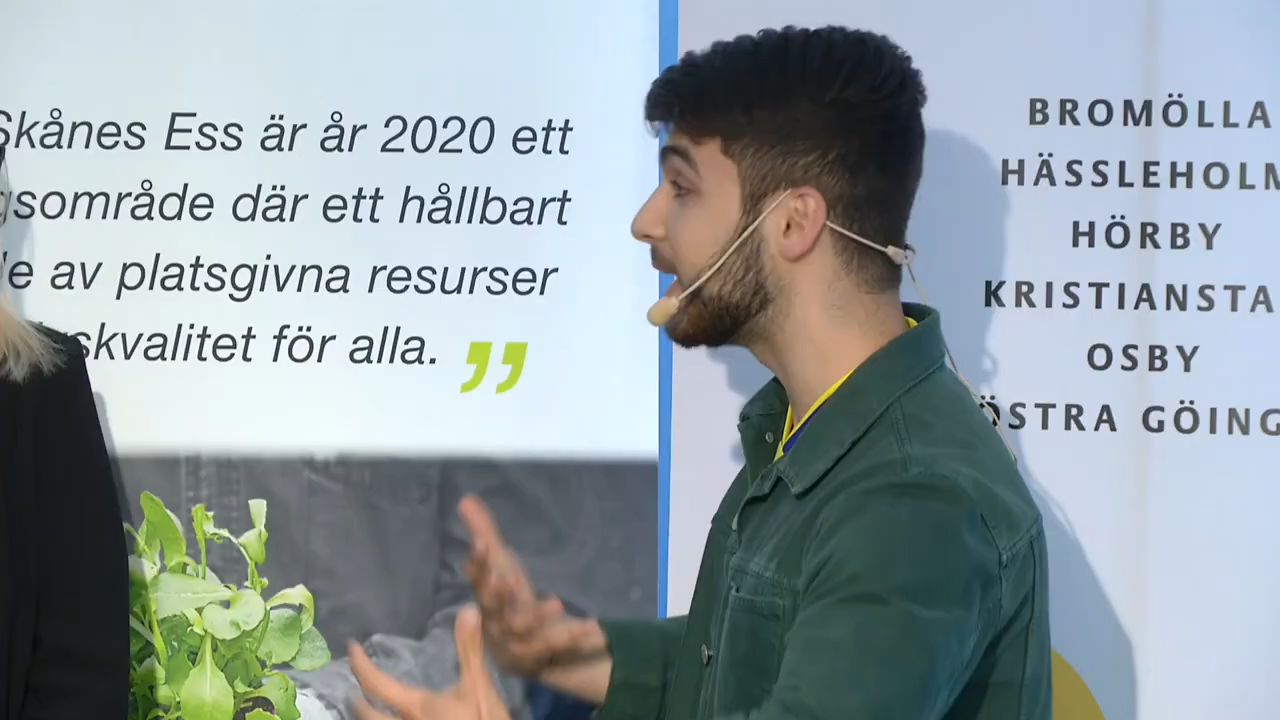 Skånes Ess är år 2020 ett
gsområde där ett hållbart
e av platsgivna resurser
skvalitet för alla. ”
BROMÖLLA
HÄSSLEHOLM
HÖRBY
KRISTIANSTA
OSBY
ÖSTRA GÖING